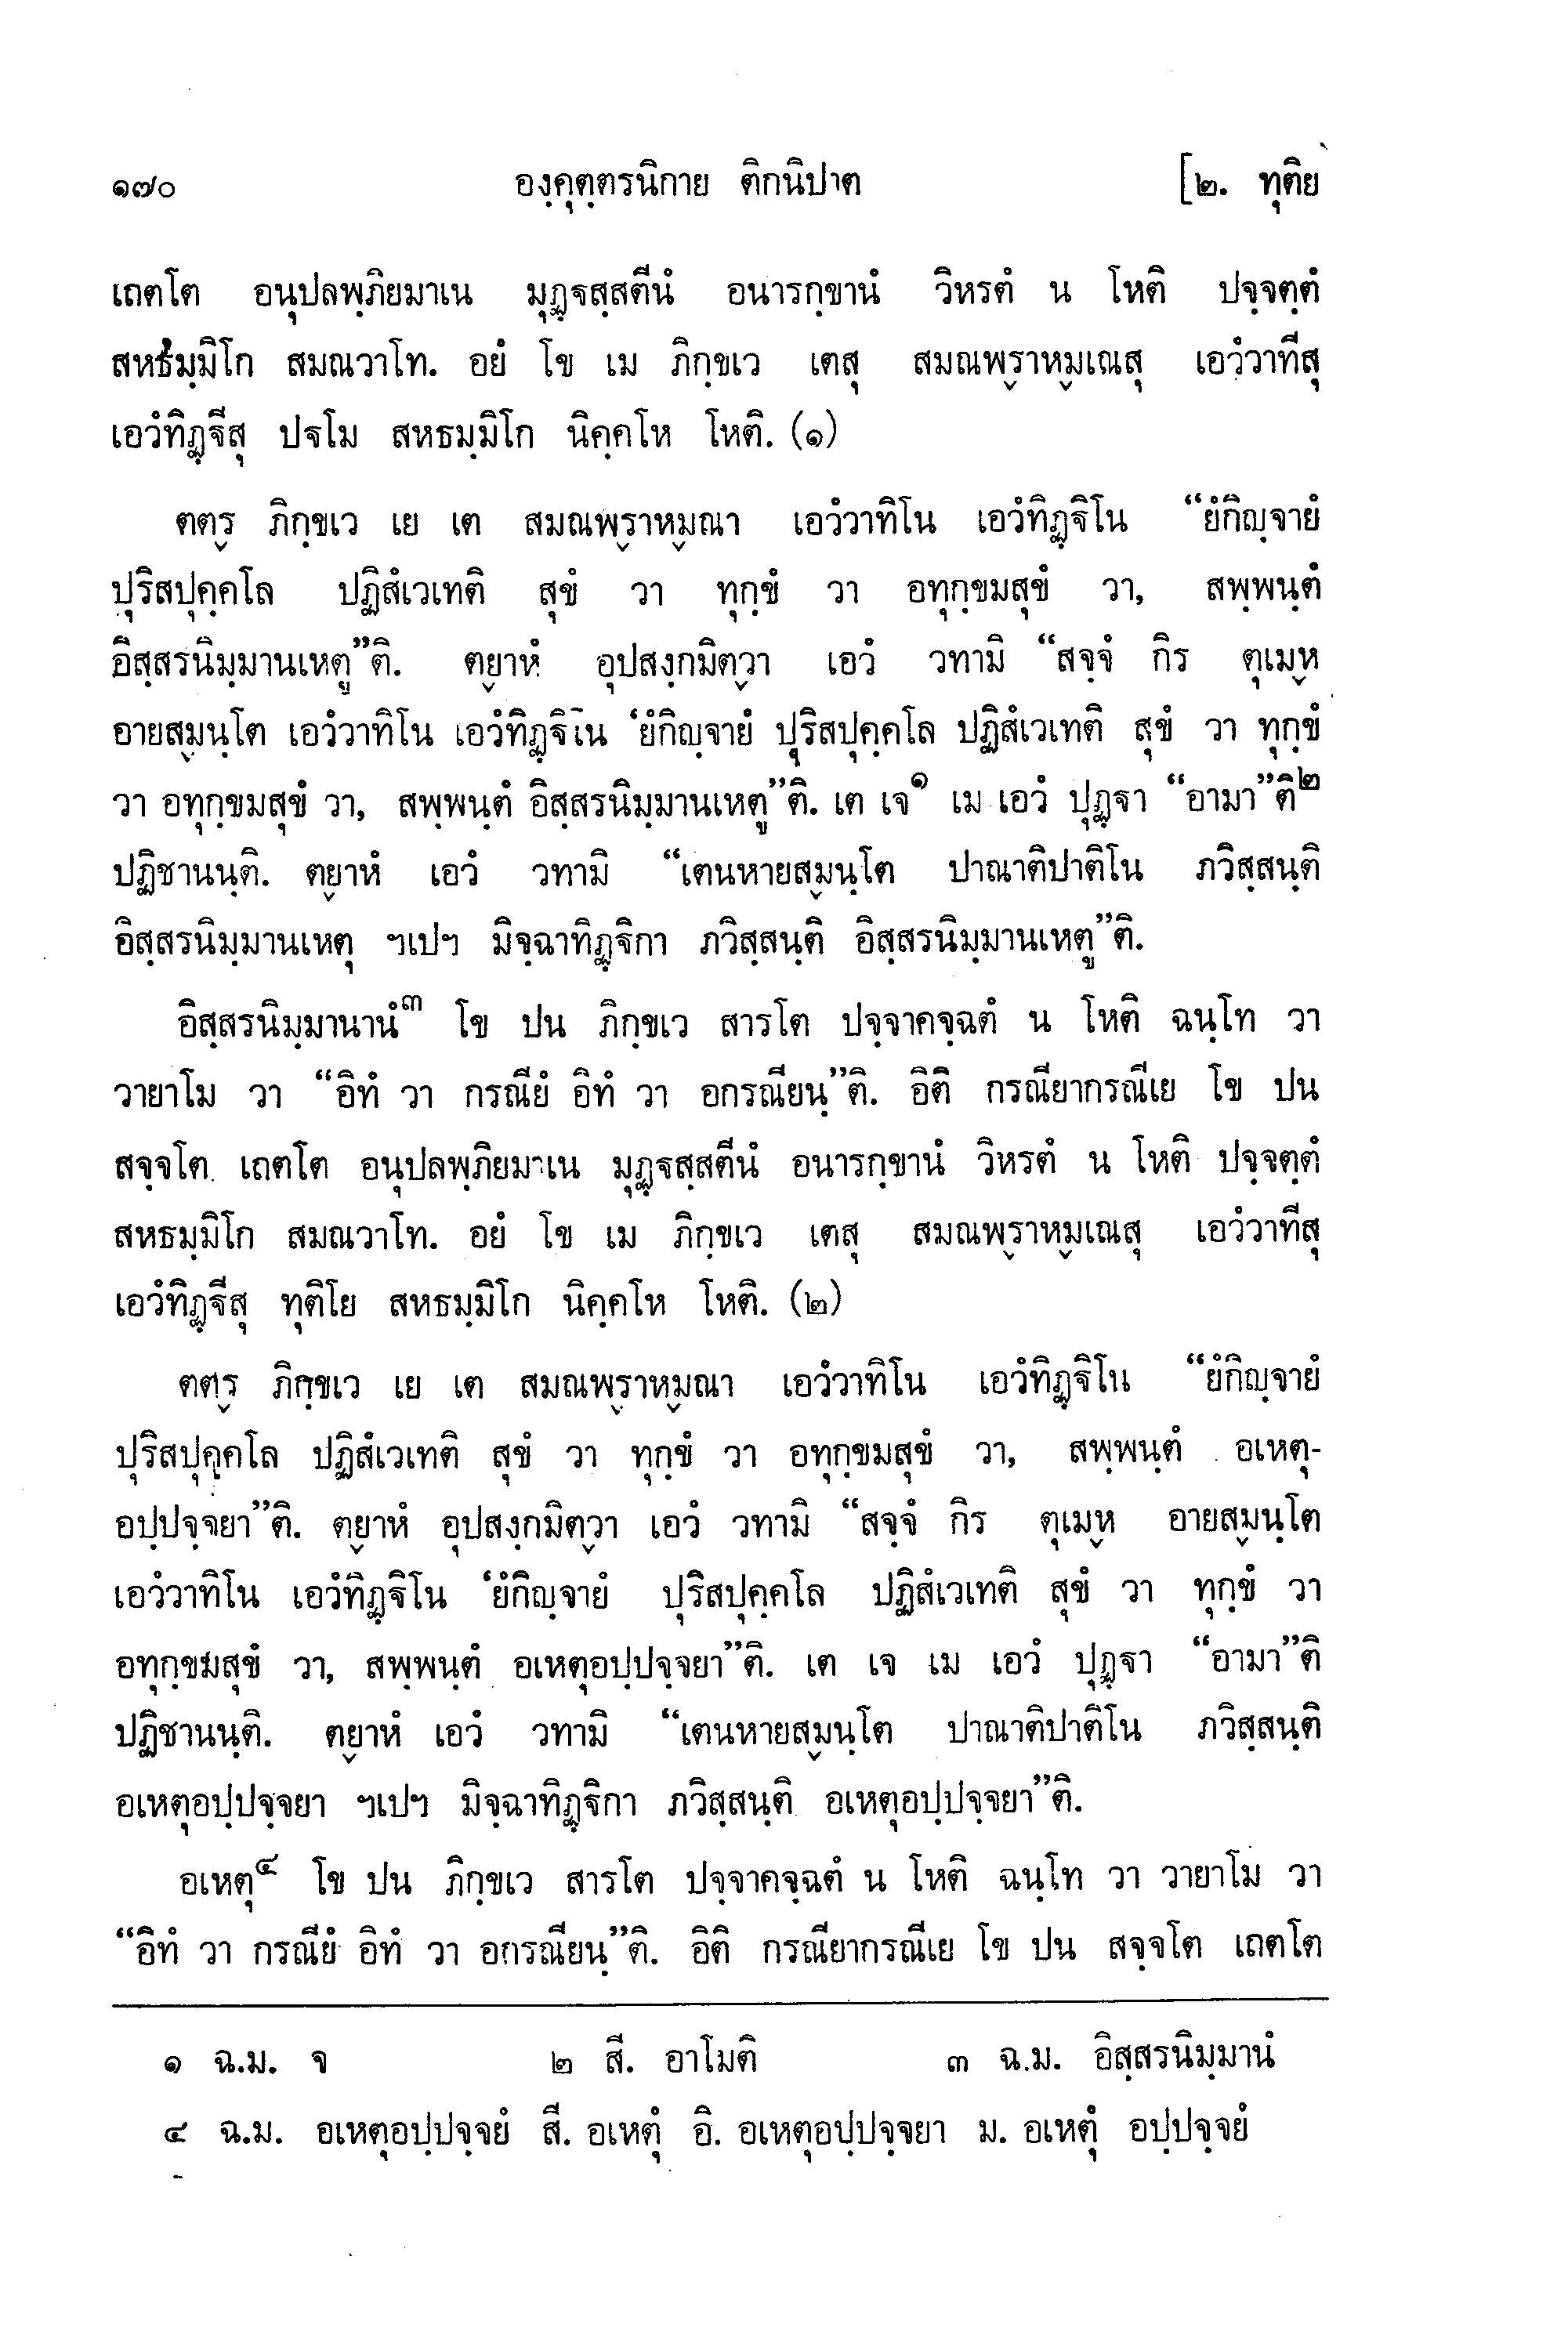 ๑๗๐ องฺคุตฺตรนิกาย ติกนิปาต [๒. ทุติย
เถตโต อนุปลพฺภิยมาเน มุฏฺฐสฺสตีนํ อนารกฺขานํ วิหรตํ น โหติ ปจฺจตฺตํ
สหธมฺมิโก สมณวาโท. อยํ โข เม ภิกฺขเว เตสุ สมณพฺราหฺมเณสุ เอวํวาทีสุ
เอวํทิฏฺฐีสุ ปฐโม สหธมฺมิโก นิคฺคโห โหติ. (๑)
ตตฺร ภิกฺขเว เย เต สมณพฺราหฺมณา เอวํวาทิโน เอวํทิฏฺฐิโน “ยํกิญฺจายํ
ปุริสปุคฺคโล ปฏิสํเวเทติ สุขํ วา ทุกฺขํ วา อทุกฺขมสุขํ วา, สพฺพนฺตํ
อิสฺสรนิมฺมานเหตู”ติ. ตฺยาหํ อุปสงฺกมิตฺวา เอวํ วทามิ “สจฺจํ กิร ตุเมฺห
อายสฺมนฺโต เอวํวาทิโน เอวํทิฏฺฐิโน ‘ยํกิญฺจายํ ปุริสปุคฺคโล ปฏิสํเวเทติ สุขํ วา ทุกฺขํ
วา อทุกฺขมสุขํ วา, สพฺพนฺตํ อิสฺสรนิมฺมานเหตู”ติ. เต เจ๑ เม เอวํ ปุฏฺฐา “อามา”ติ๒
ปฏิชานนฺติ. ตฺยาหํ เอวํ วทามิ “เตนหายสฺมนฺโต ปาณาติปาติโน ภวิสฺสนฺติ
อิสฺสรนิมฺมานเหตุ ฯเปฯ มิจฺฉาทิฏฺฐิกา ภวิสฺสนฺติ อิสฺสรนิมฺมานเหตู”ติ.
อิสฺสรนิมฺมานานํ๓ โข ปน ภิกฺขเว สารโต ปจฺจาคจฺฉตํ น โหติ ฉนฺโท วา
วายาโม วา “อิทํ วา กรณียํ อิทํ วา อกรณียนฺ”ติ. อิติ กรณียากรณีเย โข ปน
สจฺจโต เถตโต อนุปลพฺภิยมาเน มุฏฺฐสฺสตีนํ อนารกฺขานํ วิหรตํ น โหติ ปจฺจตฺตํ
สหธมฺมิโก สมณวาโท. อยํ โข เม ภิกฺขเว เตสุ สมณพฺราหฺมเณสุ เอวํวาทีสุ
เอวํทิฏฺฐีสุ ทุติโย สหธมฺมิโก นิคฺคโห โหติ. (๒)
ตตฺร ภิกฺขเว เย เต สมณพฺราหฺมณา เอวํวาทิโน เอวํทิฏฺฐิโน “ยํกิญฺจายํ
ปุริสปุคฺคโล ปฏิสํเวเทติ สุขํ วา ทุกฺขํ วา อทุกฺขมสุขํ วา, สพฺพนฺตํ อเหตุ-
อปฺปจฺจยา”ติ. ตฺยาหํ อุปสงฺกมิตฺวา เอวํ วทามิ “สจฺจํ กิร ตุเมฺห อายสฺมนฺโต
เอวํวาทิโน เอวํทิฏฺฐิโน ‘ยํกิญฺจายํ ปุริสปุคฺคโล ปฏิสํเวเทติ สุขํ วา ทุกฺขํ วา
อทุกฺขมสุขํ วา, สพฺพนฺตํ อเหตุอปฺปจฺจยา”ติ. เต เจ เม เอวํ ปุฏฺฐา “อามา”ติ
ปฏิชานนฺติ. ตฺยาหํ เอวํ วทามิ “เตนหายสฺมนฺโต ปาณาติปาติโน ภวิสฺสนฺติ
อเหตุอปฺปจฺจยา ฯเปฯ มิจฺฉาทิฏฺฐิกา ภวิสฺสนฺติ อเหตุอปฺปจฺจยา”ติ.
อเหตุ๔ โข ปน ภิกฺขเว สารโต ปจฺจาคจฺฉตํ น โหติ ฉนฺโท วา วายาโม วา
“อิทํ วา กรณียํ อิทํ วา อกรณียนฺ”ติ. อิติ กรณียากรณีเย โข ปน สจฺจโต เถตโต
๑ ฉ.ม. จ ๒ สี. อาโมติ ๓ ฉ.ม. อิสฺสรนิมฺมานํ
๔ ฉ.ม. อเหตุอปฺปจฺจยํ สี. อเหตุํ อิ. อเหตุอปฺปจฺจยา ม. อเหตุํ อปฺปจฺจยํ